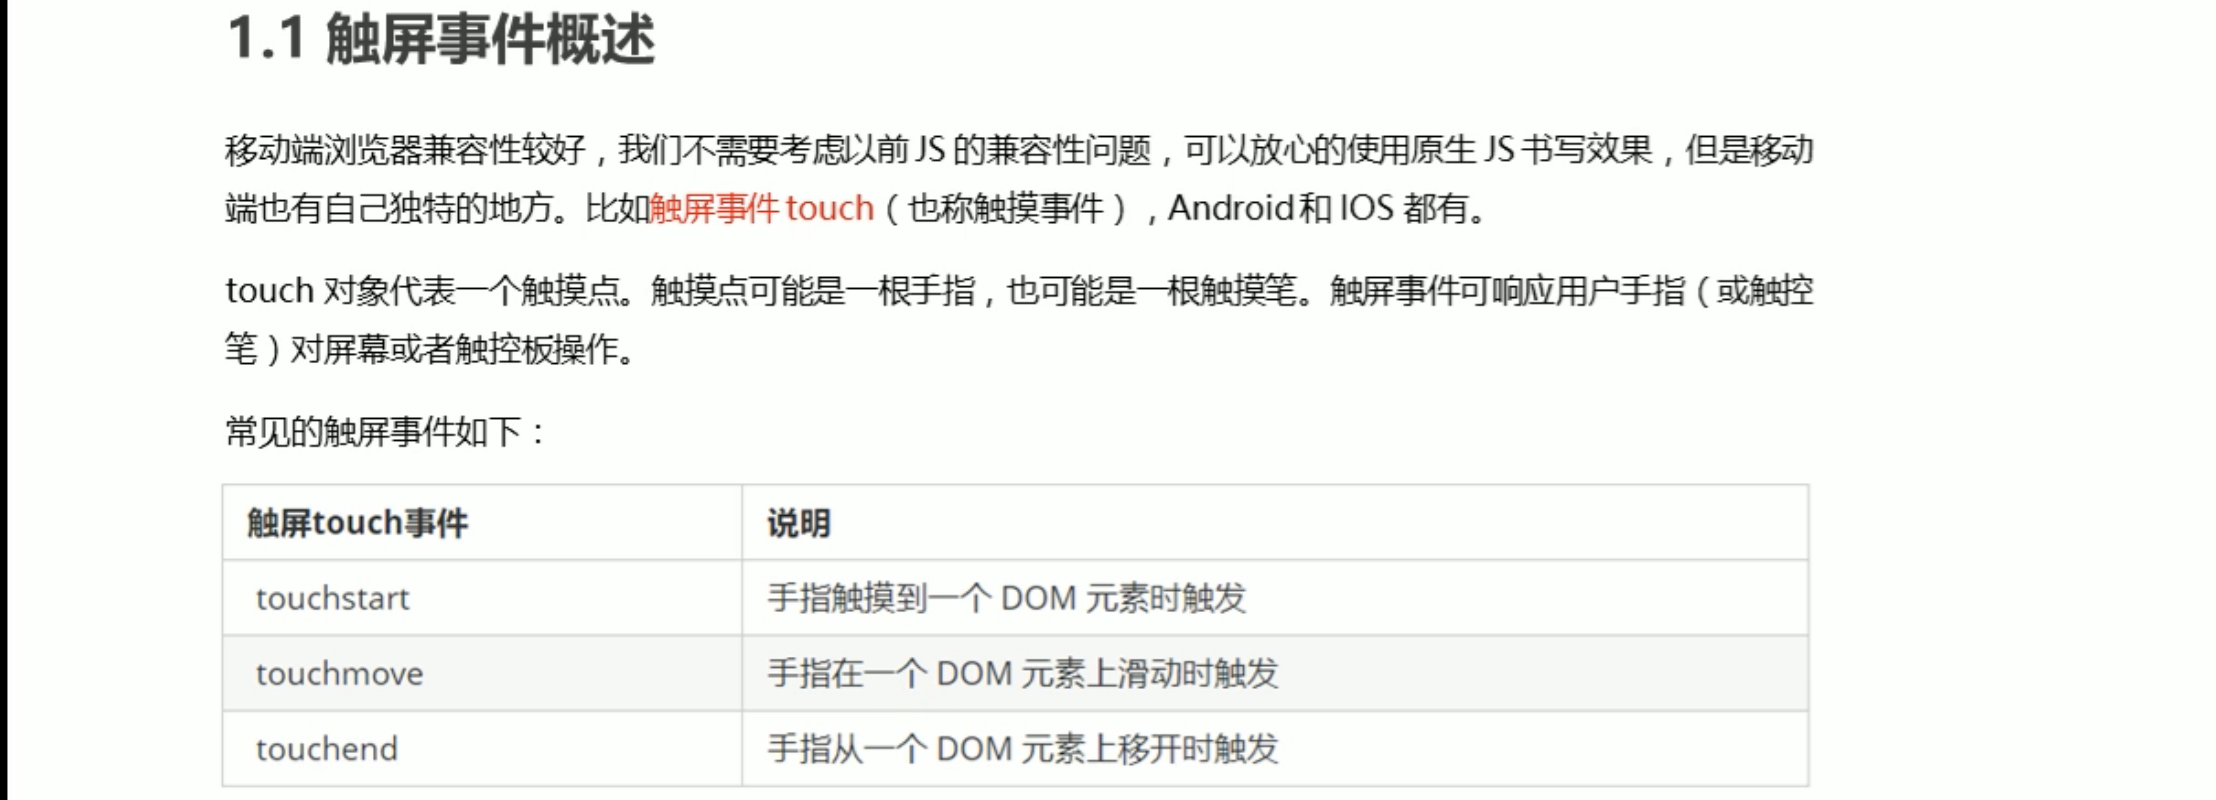 1.1 触屏事件概述
移动端浏览器兼容性较好，我们不需要考虑以前 JS 的兼容性问题，可以放心的使用原生 JS 书写效果，但是移动
端也有自己独特的地方。比如触屏事件 touch（也称触摸事件），Android和 IOS 都有。
touch 对象代表一个触摸点。触摸点可能是一根手指，也可能是一根触摸笔。触屏事件可响应用户手指（或触控
笔）对屏幕或者触控板操作。
常见的触屏事件如下：
触屏touch事件 说明
touchstart 手指触摸到一个 DOM 元素时触发
touchmove 手指在一个 DOM 元素上滑动时触发
touchend 手指从一个 DOM 元素上移开时触发